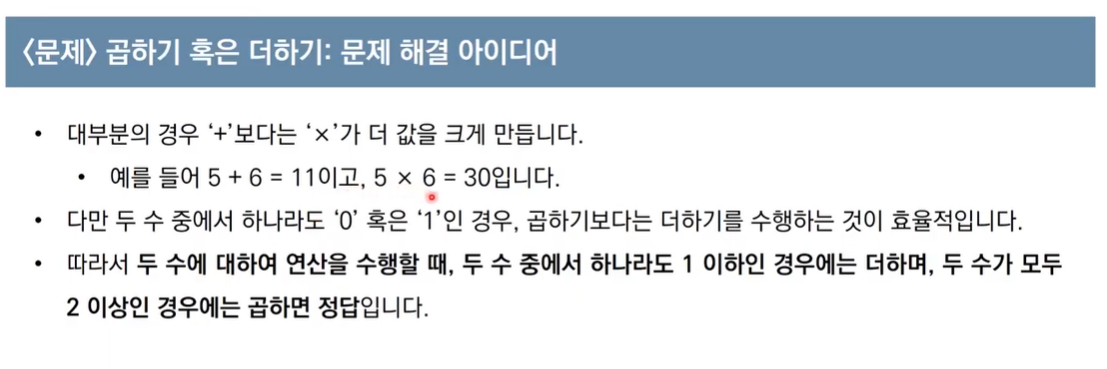 <문제> 곱하기 혹은 더하기: 문제 해결 아이디어
• 대부분의 경우 ‘+’보다는 ‘×’가 더 값을 크게 만듭니다.
• 예를 들어 5 + 6 = 11이고, 5 × 6 = 30입니다.
• 다만 두 수 중에서 하나라도 ‘0’ 혹은 ‘1’인 경우, 곱하기보다는 더하기를 수행하는 것이 효율적입니다.
• 따라서 두 수에 대하여 연산을 수행할 때, 두 수 중에서 하나라도 1 이하인 경우에는 더하며, 두 수가 모두
2 이상인 경우에는 곱하면 정답입니다.